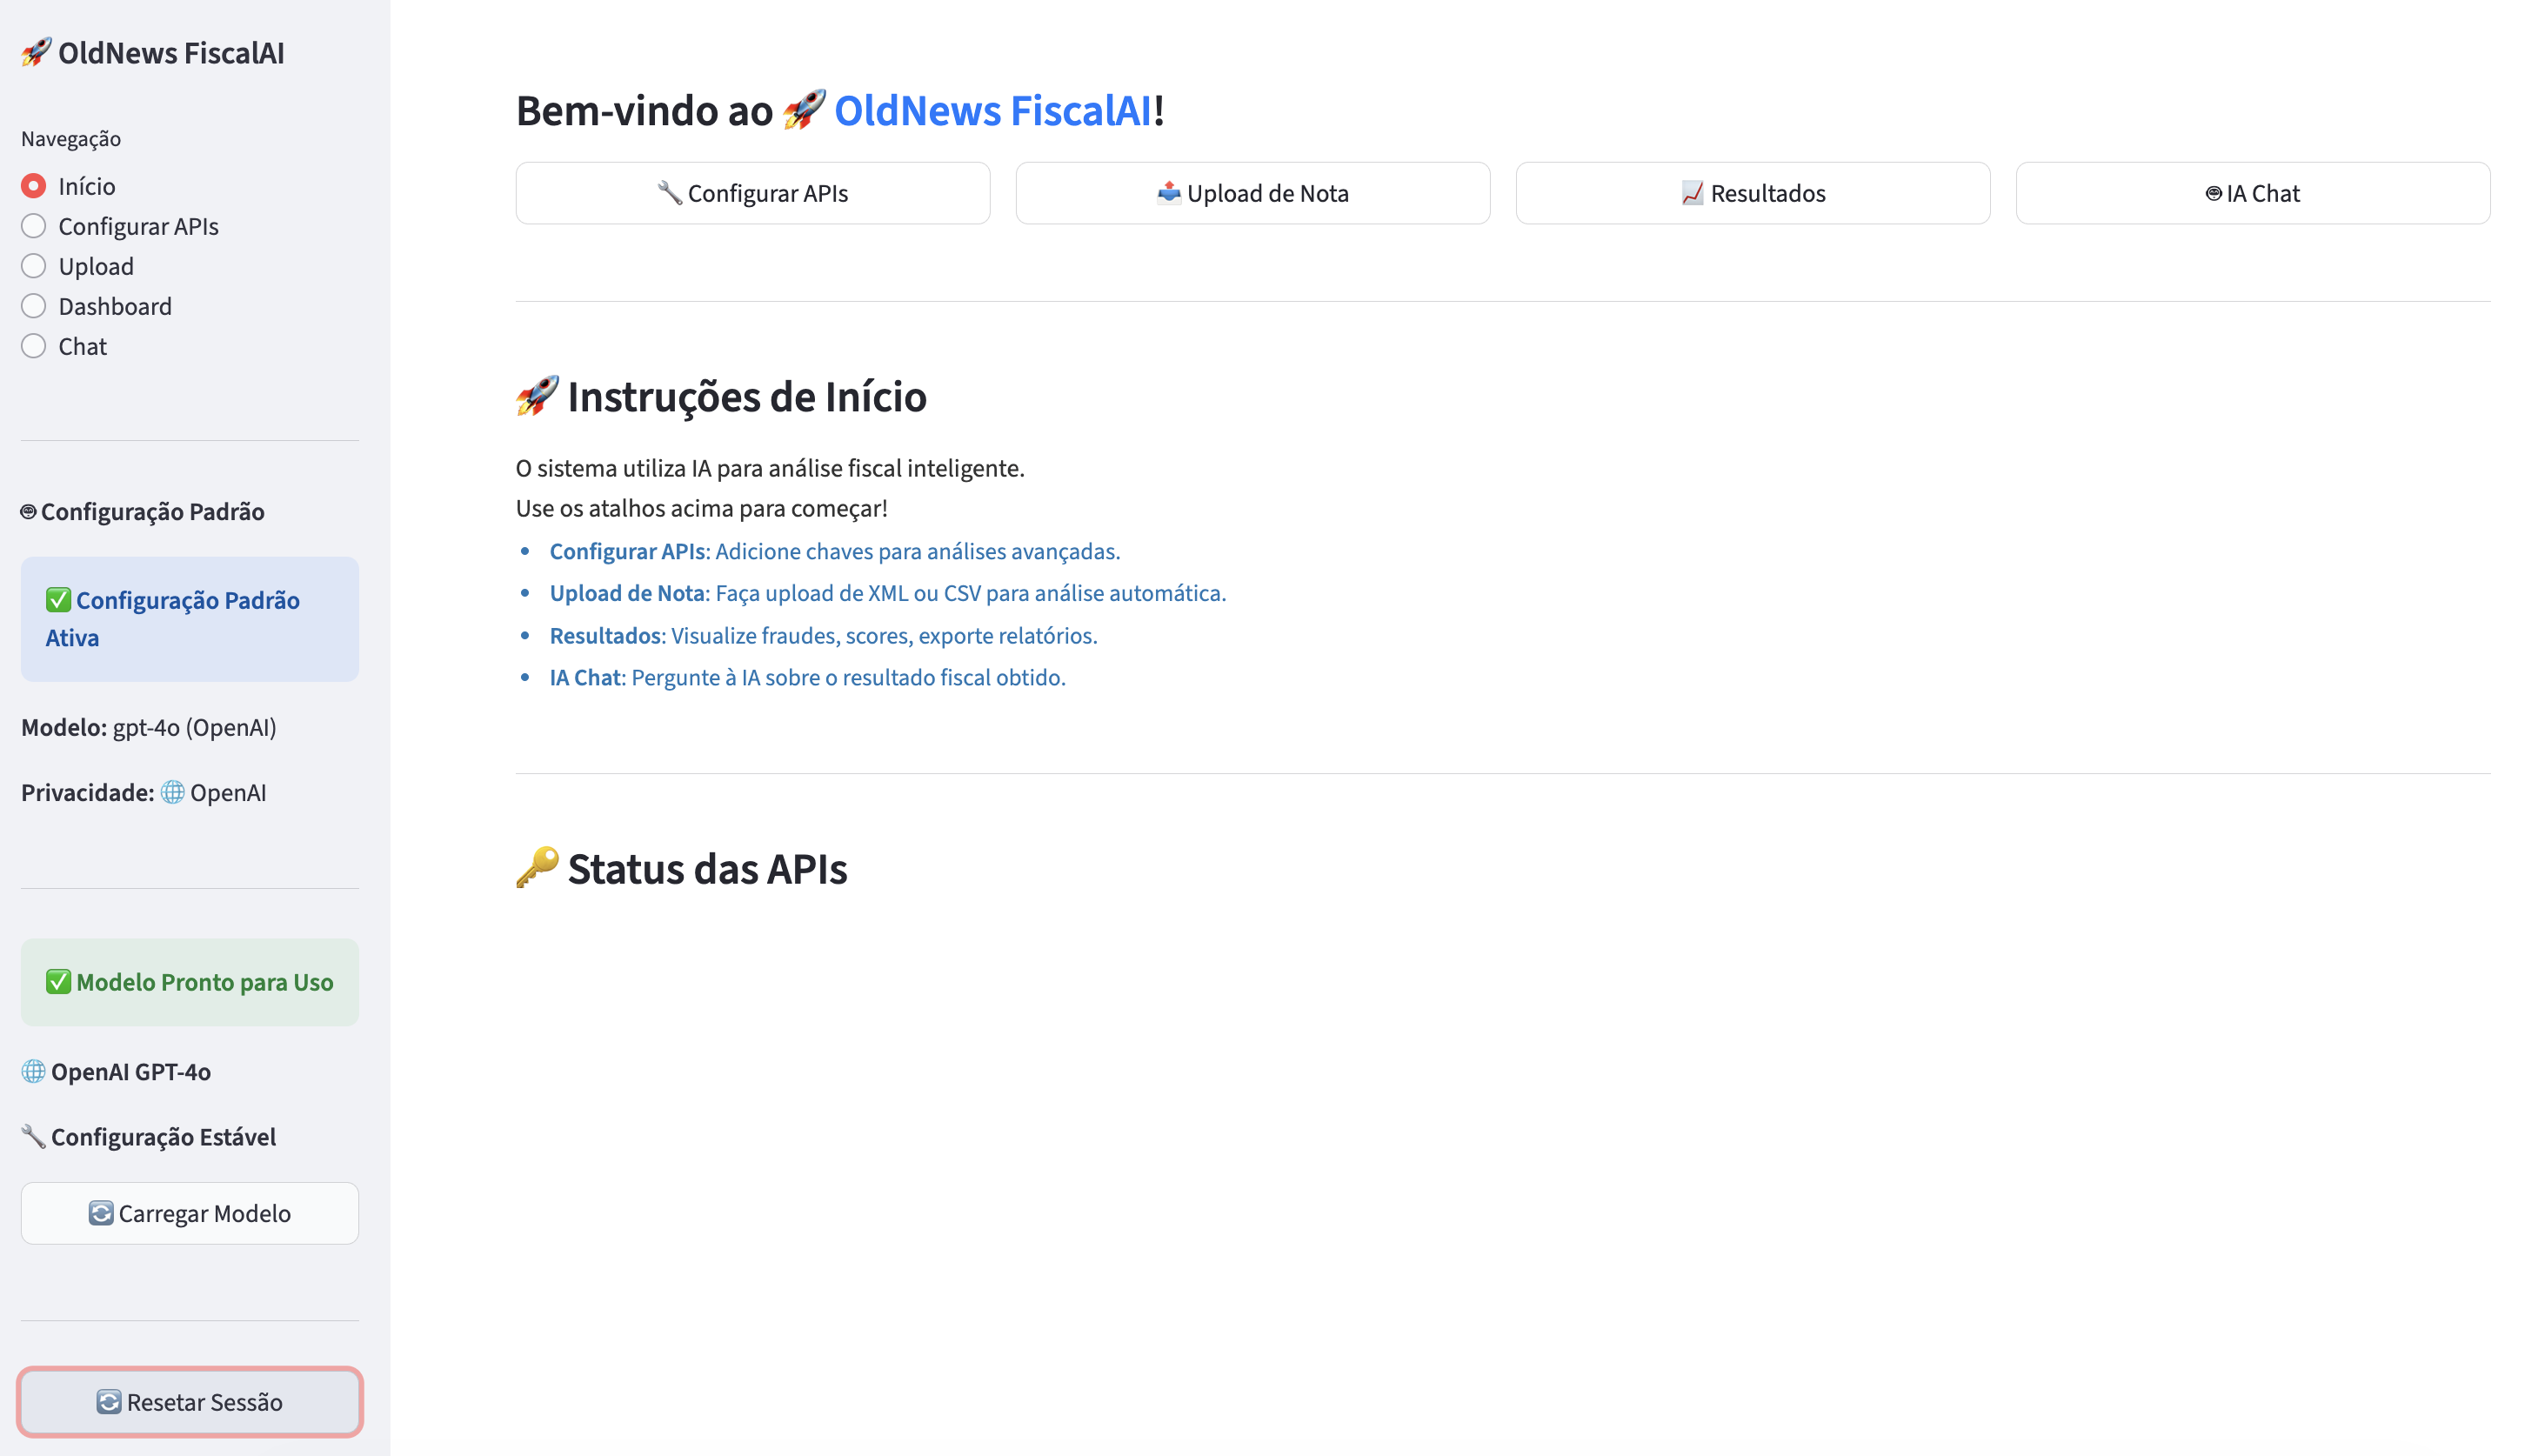 🚀 OldNews FiscalAI
Navegação
Início
Configurar APIs
Upload
Dashboard
Chat
🤖 Configuração Padrão
✅ Configuração Padrão
Ativa
Modelo: gpt-4o (OpenAI)
Privacidade: 🌐 OpenAI
✅ Modelo Pronto para Uso
🌐 OpenAI GPT-4o
🔧 Configuração Estável
🔄 Carregar Modelo
🔄 Resetar Sessão
Bem-vindo ao 🚀 OldNews FiscalAI!
🔧 Configurar APIs
📤 Upload de Nota
📈 Resultados
🤖 IA Chat
🚀 Instruções de Início
O sistema utiliza IA para análise fiscal inteligente.
Use os atalhos acima para começar!
• Configurar APIs: Adicione chaves para análises avançadas.
• Upload de Nota: Faça upload de XML ou CSV para análise automática.
• Resultados: Visualize fraudes, scores, exporte relatórios.
• IA Chat: Pergunte à IA sobre o resultado fiscal obtido.
🔑 Status das APIs